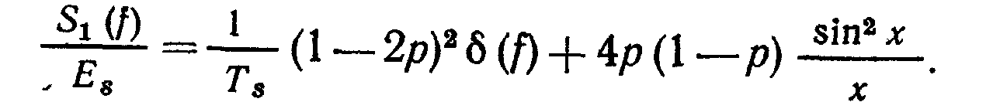 S₁ (f) / E_s = 1 / T_s (1 — 2p)² δ (f) + 4p (1 — p) sin² x / x .